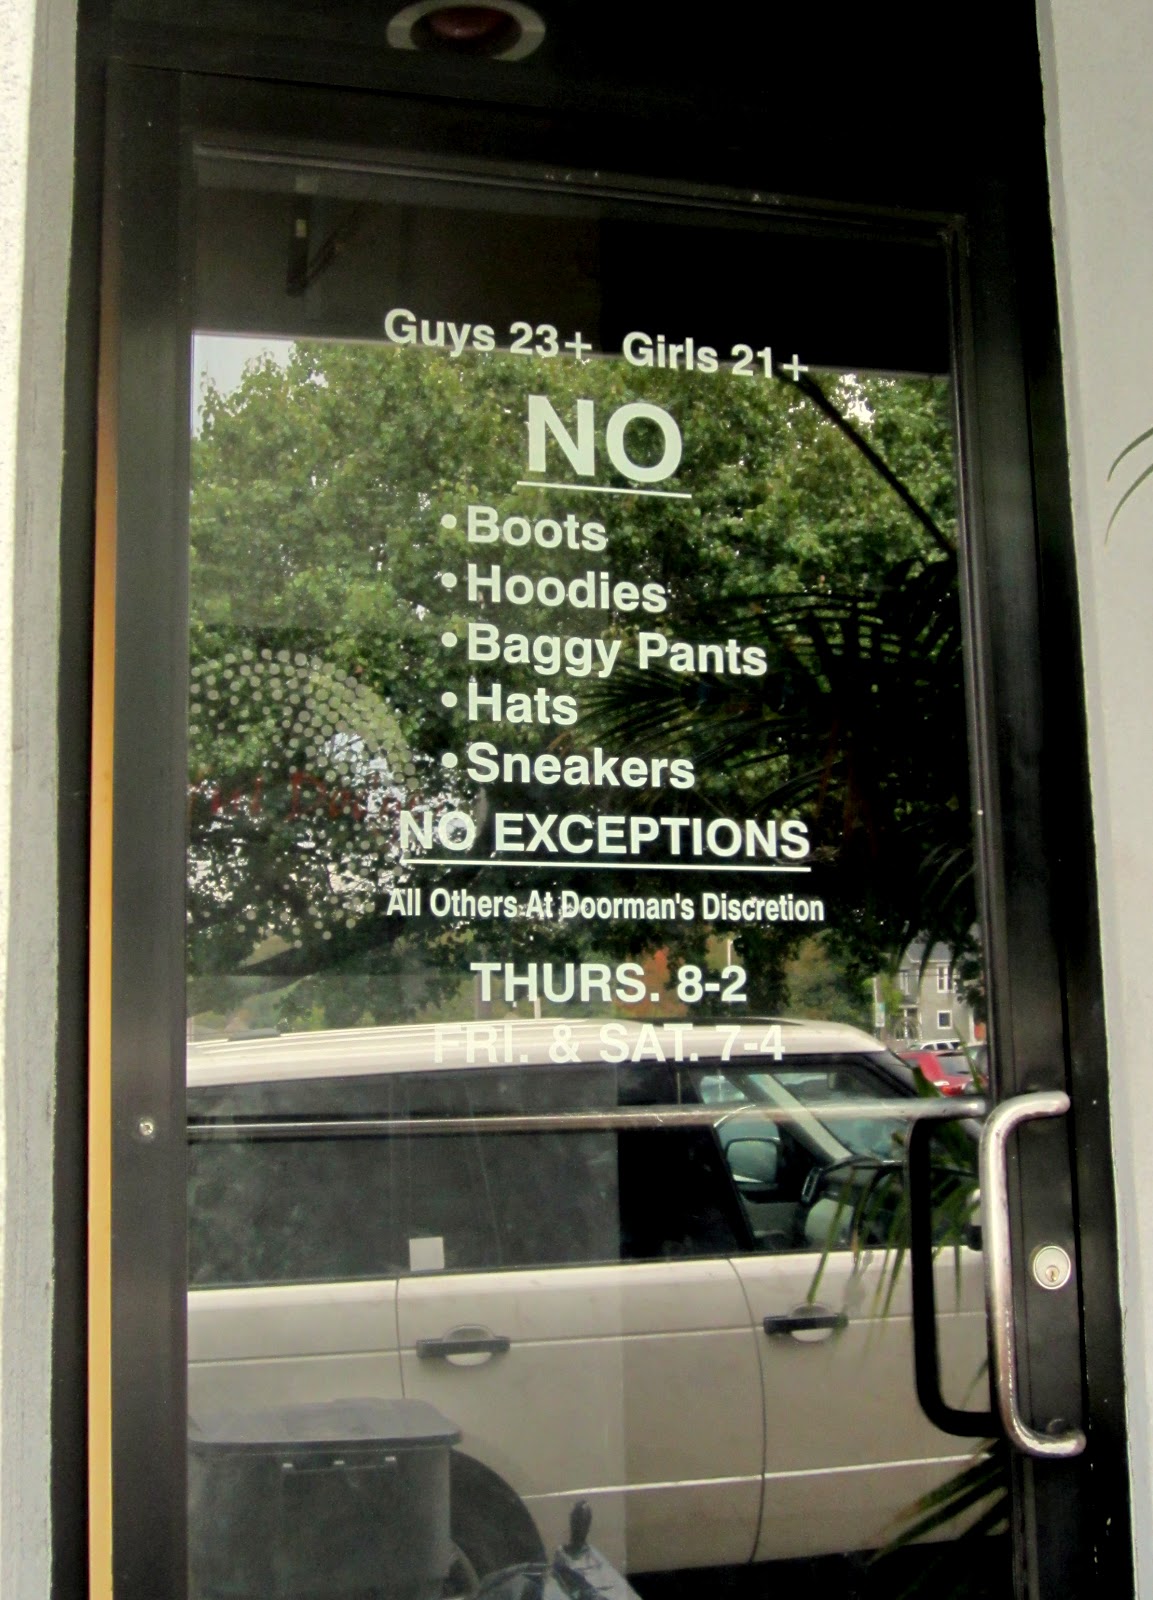 Guys 23+ Girls 21+
NO
• Boots
• Hoodies
• Baggy Pants
• Hats
• Sneakers
NO EXCEPTIONS
All Others At Doorman's Discretion
THURS. 8-2
FRI. & SAT. 7-4